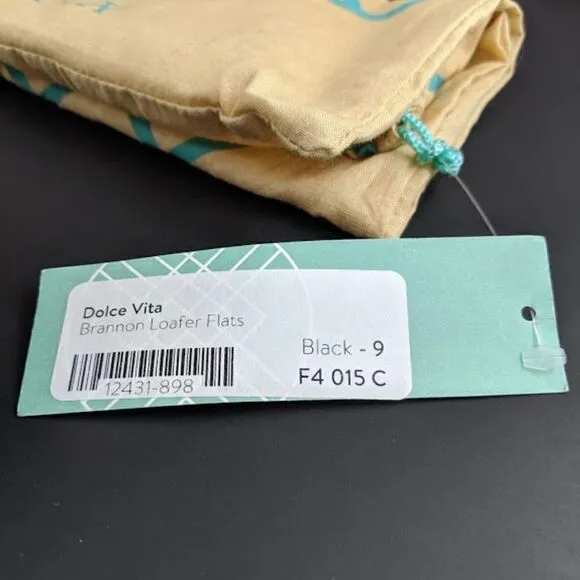 Dolce Vita
Brannon Loafer Flats
Black - 9
12431-898
F4 015 C